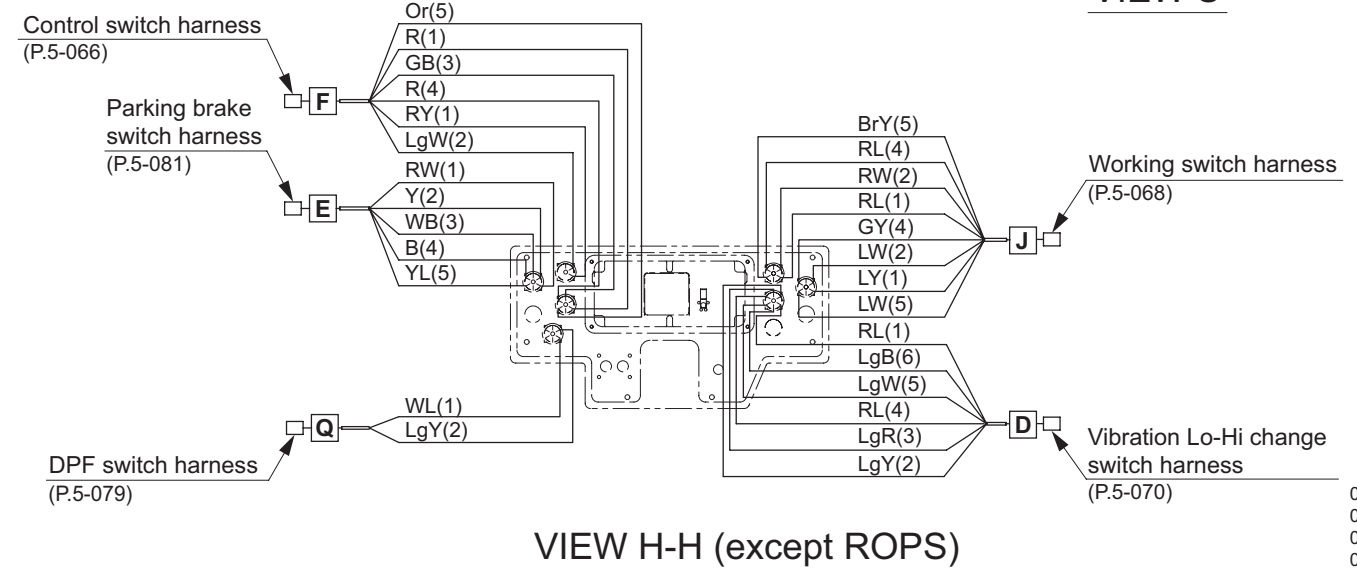 VIEW C
Control switch harness
(P.5-066)
F
Or(5)
R(1)
GB(3)
R(4)
RY(1)
LgW(2)
Parking brake
switch harness
(P.5-081)
E
RW(1)
Y(2)
WB(3)
B(4)
YL(5)
BrY(5)
RL(4)
RW(2)
RL(1)
GY(4)
LW(2)
LY(1)
LW(5)
J
Working switch harness
(P.5-068)
RL(1)
LgB(6)
LgW(5)
RL(4)
LgR(3)
LgY(2)
D
Vibration Lo-Hi change
switch harness
(P.5-070)
WL(1)
LgY(2)
Q
DPF switch harness
(P.5-079)
VIEW H-H (except ROPS)
0
0
0
0